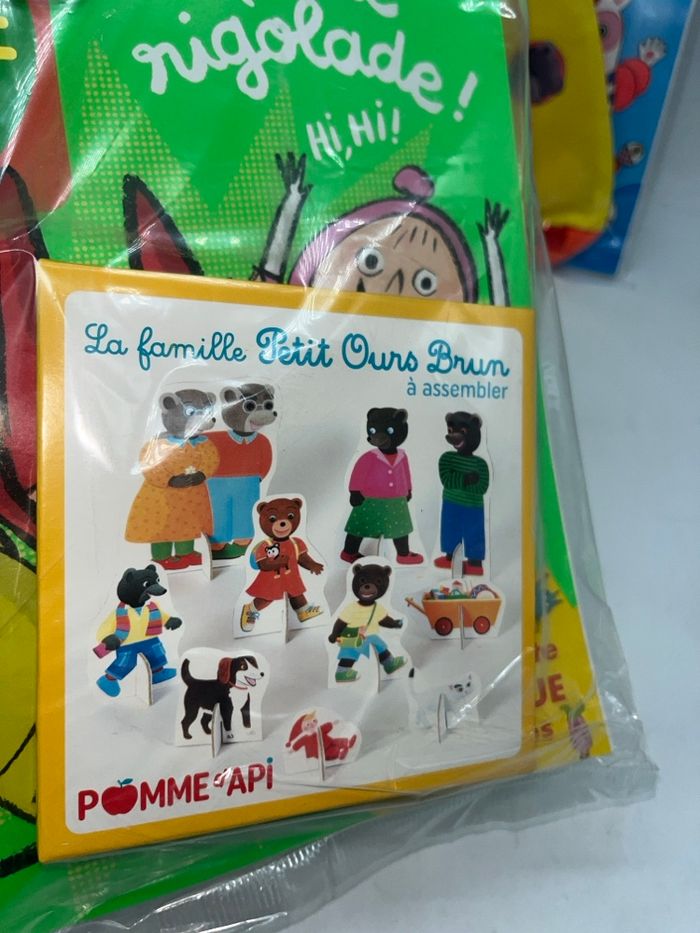 rigolade !
Hi, Hi !
La famille Petit Ours Brun
à assembler
POMME d'API